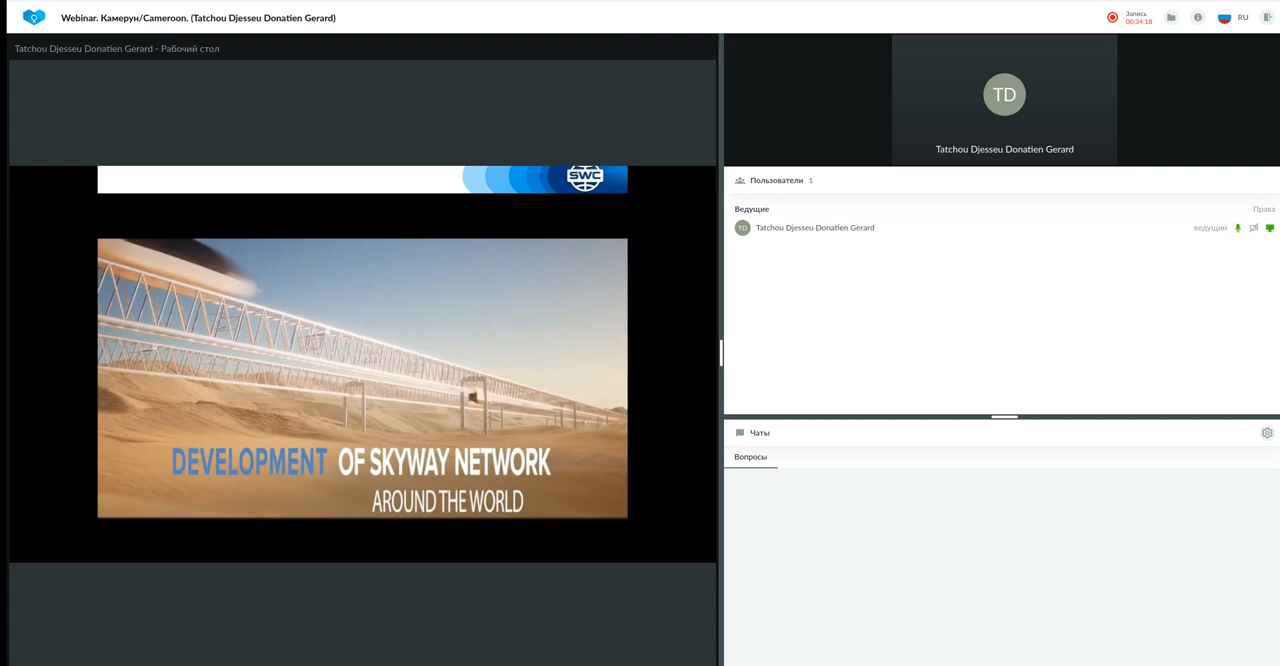 Webinar. Камерун/Cameroon. (Tatchou Djesseu Donatien Gerard)
Запись
00:34:18
RU
Tatchou Djesseu Donatien Gerard - Рабочий стол
SWC
DEVELOPMENT OF SKYWAY NETWORK
AROUND THE WORLD
TD
Tatchou Djesseu Donatien Gerard
Пользователи 1
Ведущие Права
TD Tatchou Djesseu Donatien Gerard ведущий
Чаты
Вопросы